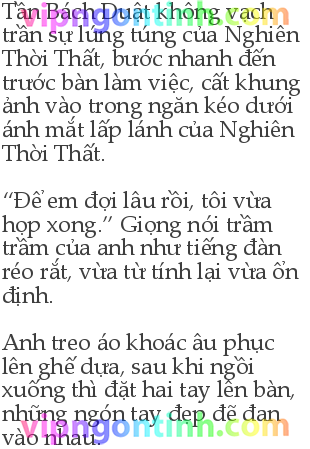 Tần Bách Duật không vạch
vipngontinh.com
trần sự lúng túng của Nghiên
Thời Thất, bước nhanh đến
trước bàn làm việc, cất khung
ảnh vào trong ngăn kéo dưới
ánh mắt lấp lánh của Nghiên
Thời Thất.

“Để em đợi lâu rồi, tôi vừa
họp xong.” Giọng nói trầm
trầm của anh như tiếng đàn
réo rắt, vừa từ tính lại vừa ổn
định.

Anh treo áo khoác âu phục
lên ghế dựa, sau khi ngồi
xuống thì đặt hai tay lên bàn,
những ngón tay đẹp đẽ đan
vipngontinh.com
vào nhau.